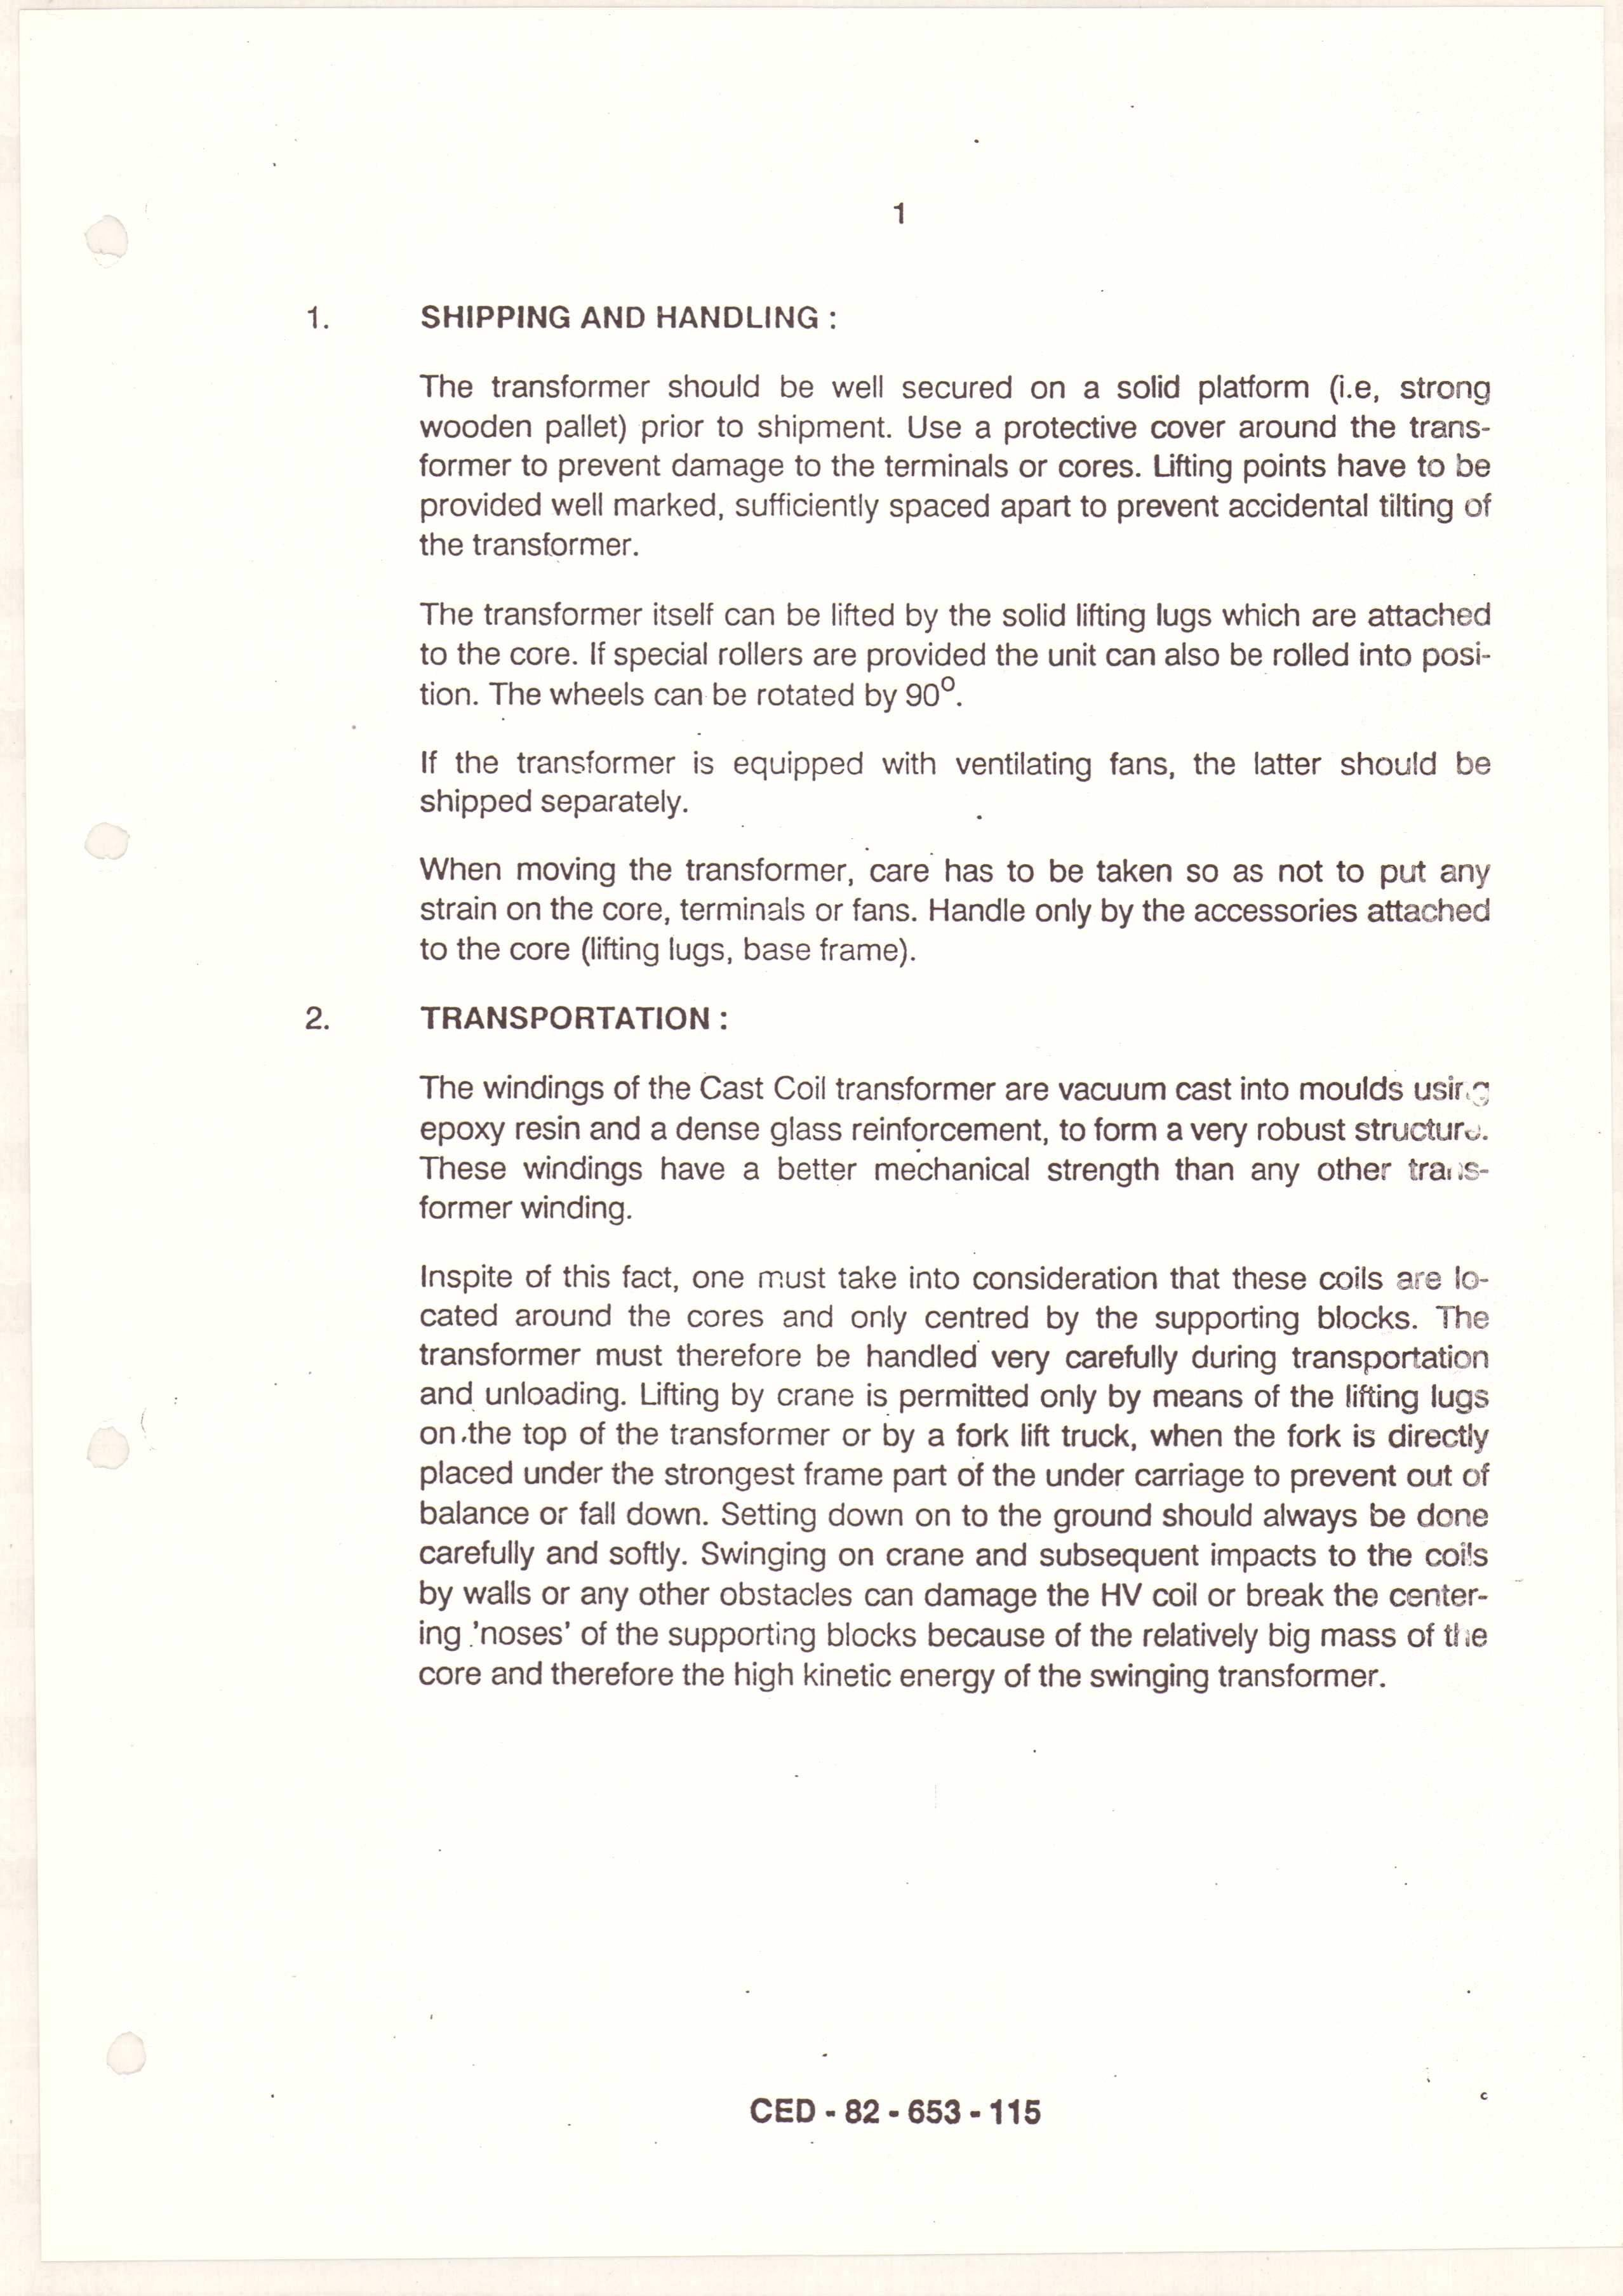 1
1. SHIPPING AND HANDLING :
The transformer should be well secured on a solid platform (i.e, strong
wooden pallet) prior to shipment. Use a protective cover around the trans-
former to prevent damage to the terminals or cores. Lifting points have to be
provided well marked, sufficiently spaced apart to prevent accidental tilting of
the transformer.
The transformer itself can be lifted by the solid lifting lugs which are attached
to the core. If special rollers are provided the unit can also be rolled into posi-
tion. The wheels can be rotated by 90°.
If the transformer is equipped with ventilating fans, the latter should be
shipped separately.
When moving the transformer, care has to be taken so as not to put any
strain on the core, terminals or fans. Handle only by the accessories attached
to the core (lifting lugs, base frame).
2. TRANSPORTATION :
The windings of the Cast Coil transformer are vacuum cast into moulds using
epoxy resin and a dense glass reinforcement, to form a very robust structure.
These windings have a better mechanical strength than any other trans-
former winding.
Inspite of this fact, one must take into consideration that these coils are lo-
cated around the cores and only centred by the supporting blocks. The
transformer must therefore be handled very carefully during transportation
and unloading. Lifting by crane is permitted only by means of the lifting lugs
on the top of the transformer or by a fork lift truck, when the fork is directly
placed under the strongest frame part of the under carriage to prevent out of
balance or fall down. Setting down on to the ground should always be done
carefully and softly. Swinging on crane and subsequent impacts to the coils
by walls or any other obstacles can damage the HV coil or break the center-
ing 'noses' of the supporting blocks because of the relatively big mass of the
core and therefore the high kinetic energy of the swinging transformer.
CED - 82 - 653 - 115